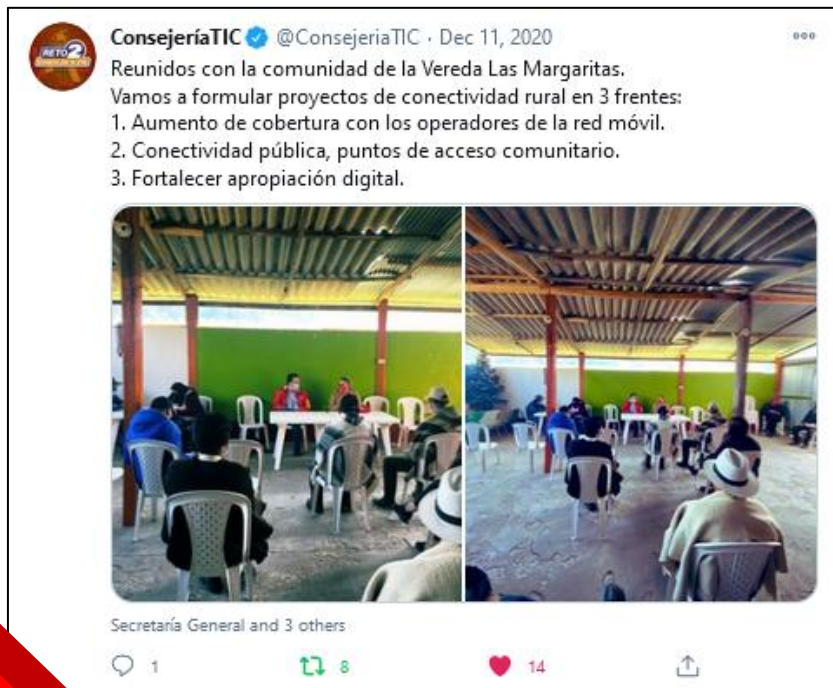 ConsejeríaTIC @ConsejeriaTIC · Dec 11, 2020
RETO 2
Reunidos con la comunidad de la Vereda Las Margaritas.
Vamos a formular proyectos de conectividad rural en 3 frentes:
1. Aumento de cobertura con los operadores de la red móvil.
2. Conectividad pública, puntos de acceso comunitario.
3. Fortalecer apropiación digital.
Secretaría General and 3 others
1 8 14